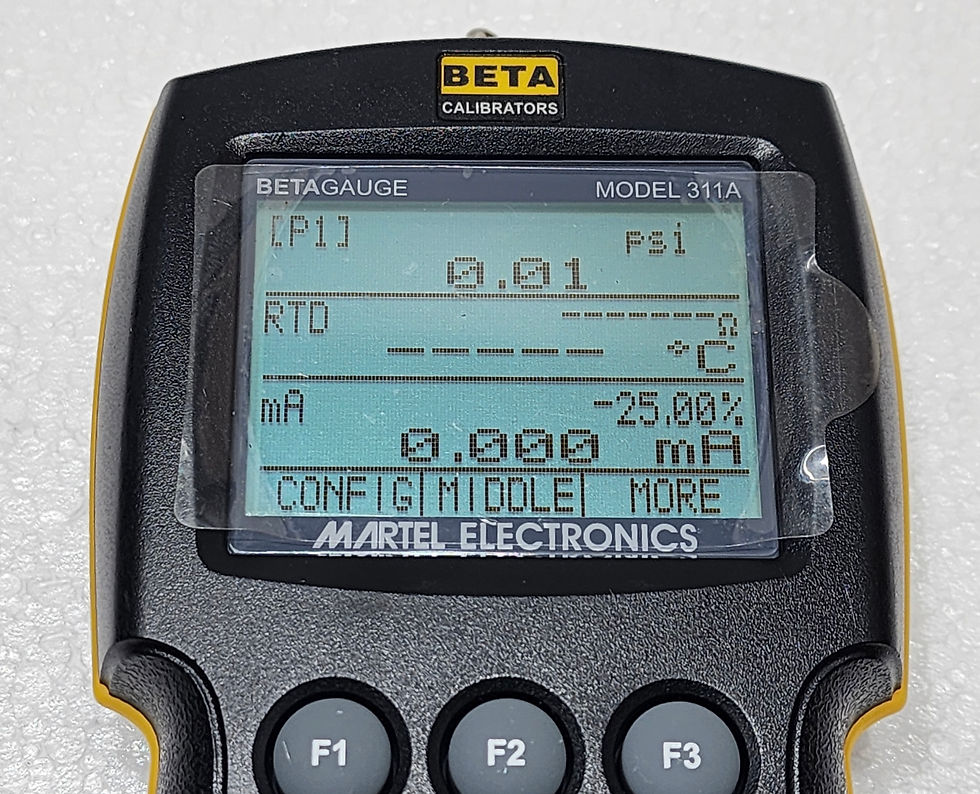 BETA
CALIBRATORS
BETAGAUGE MODEL 311A
[P1] psi
0.01
RTD -------Ω
----- °C
mA -25.00%
0.000 mA
CONFIG|MIDDLE| MORE
MARTEL ELECTRONICS
F1 F2 F3